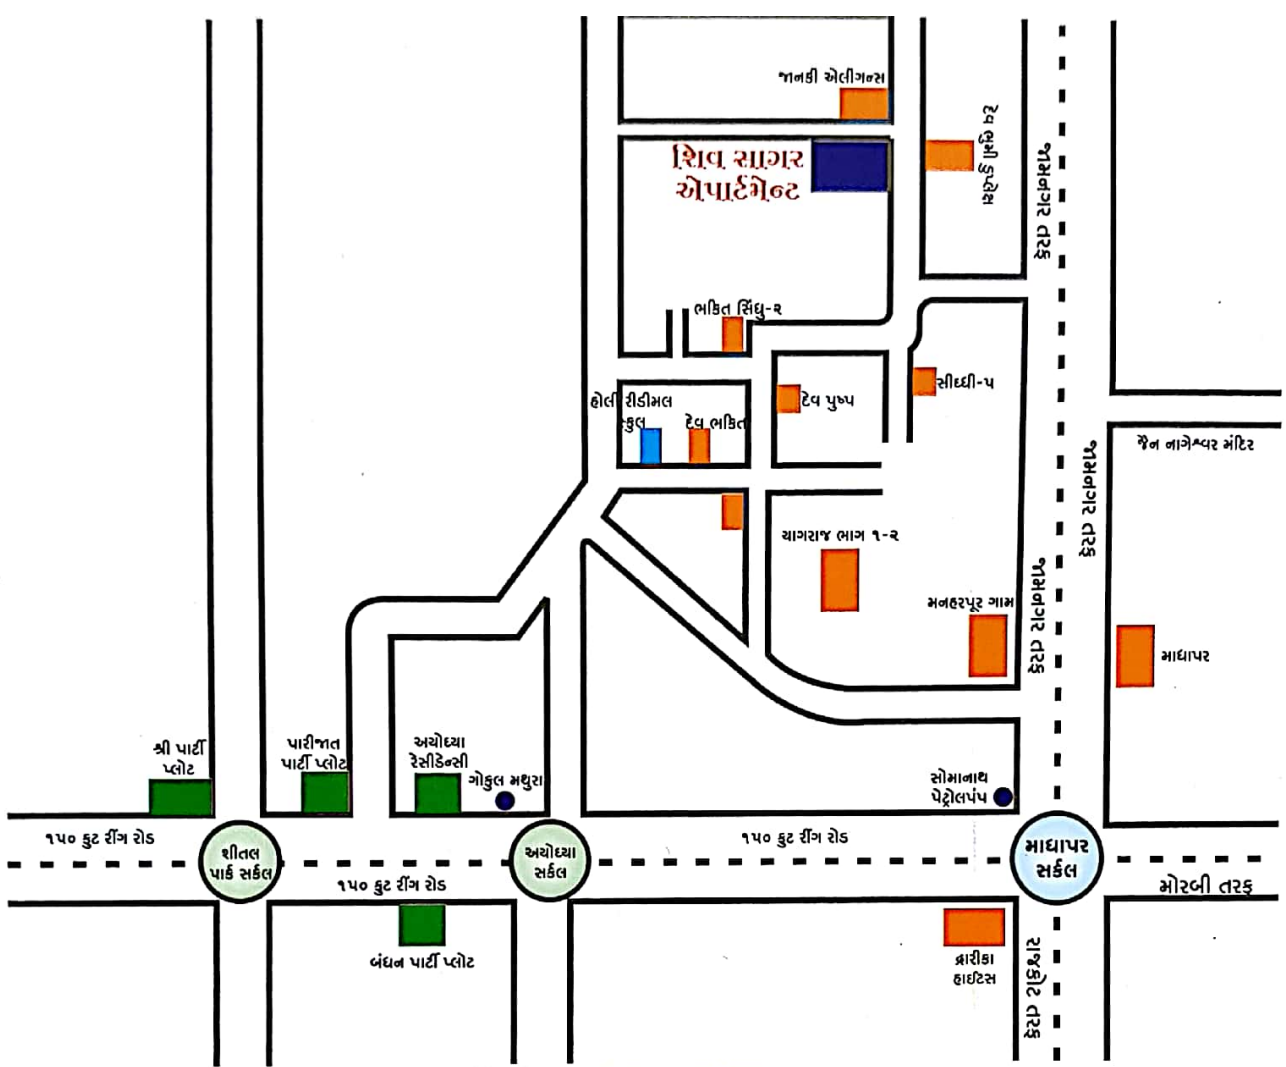 જાનકી એલીગન્સ
શિવ સાગર
એપાર્ટમેન્ટ
દેવ ભુમી ડુપ્લેક્ષ
જામનગર તરફ
ભકિત સિંધુ-૨
સીધ્ધી-૫
હોલી રીડીમલ
સ્કુલ
દેવ ભકિત
દેવ પુષ્પ
જૈન નાગેશ્વર મંદિર
જામનગર તરફ
યાગરાજ ભાગ ૧-૨
જામનગર તરફ
મનહરપૂર ગામ
માધાપર
શ્રી પાર્ટી
પ્લોટ
પારીજાત
પાર્ટી પ્લોટ
અયોધ્યા
રેસીડેન્સી
ગોકુલ મથુરા
સોમાનાથ
પેટ્રોલપંપ
૧૫૦ ફુટ રીંગ રોડ
૧૫૦ ફુટ રીંગ રોડ
શીતલ
પાર્ક સર્કલ
અયોધ્યા
સર્કલ
માધાપર
સર્કલ
૧૫૦ ફુટ રીંગ રોડ
મોરબી તરફ
બંધન પાર્ટી પ્લોટ
દ્વારીકા
હાઈટસ
રાજકોટ તરફ